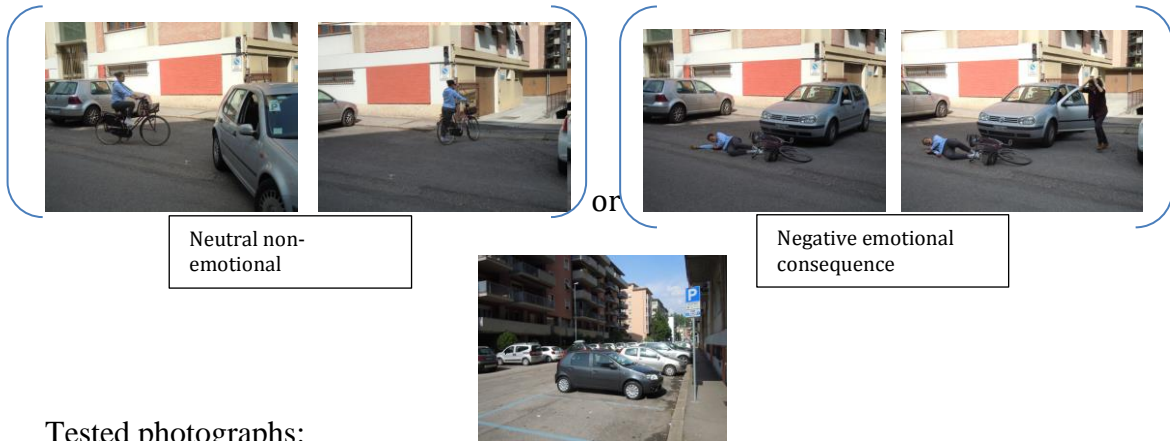 or
Neutral non-
emotional
Negative emotional
consequence
P
Tested photographs: